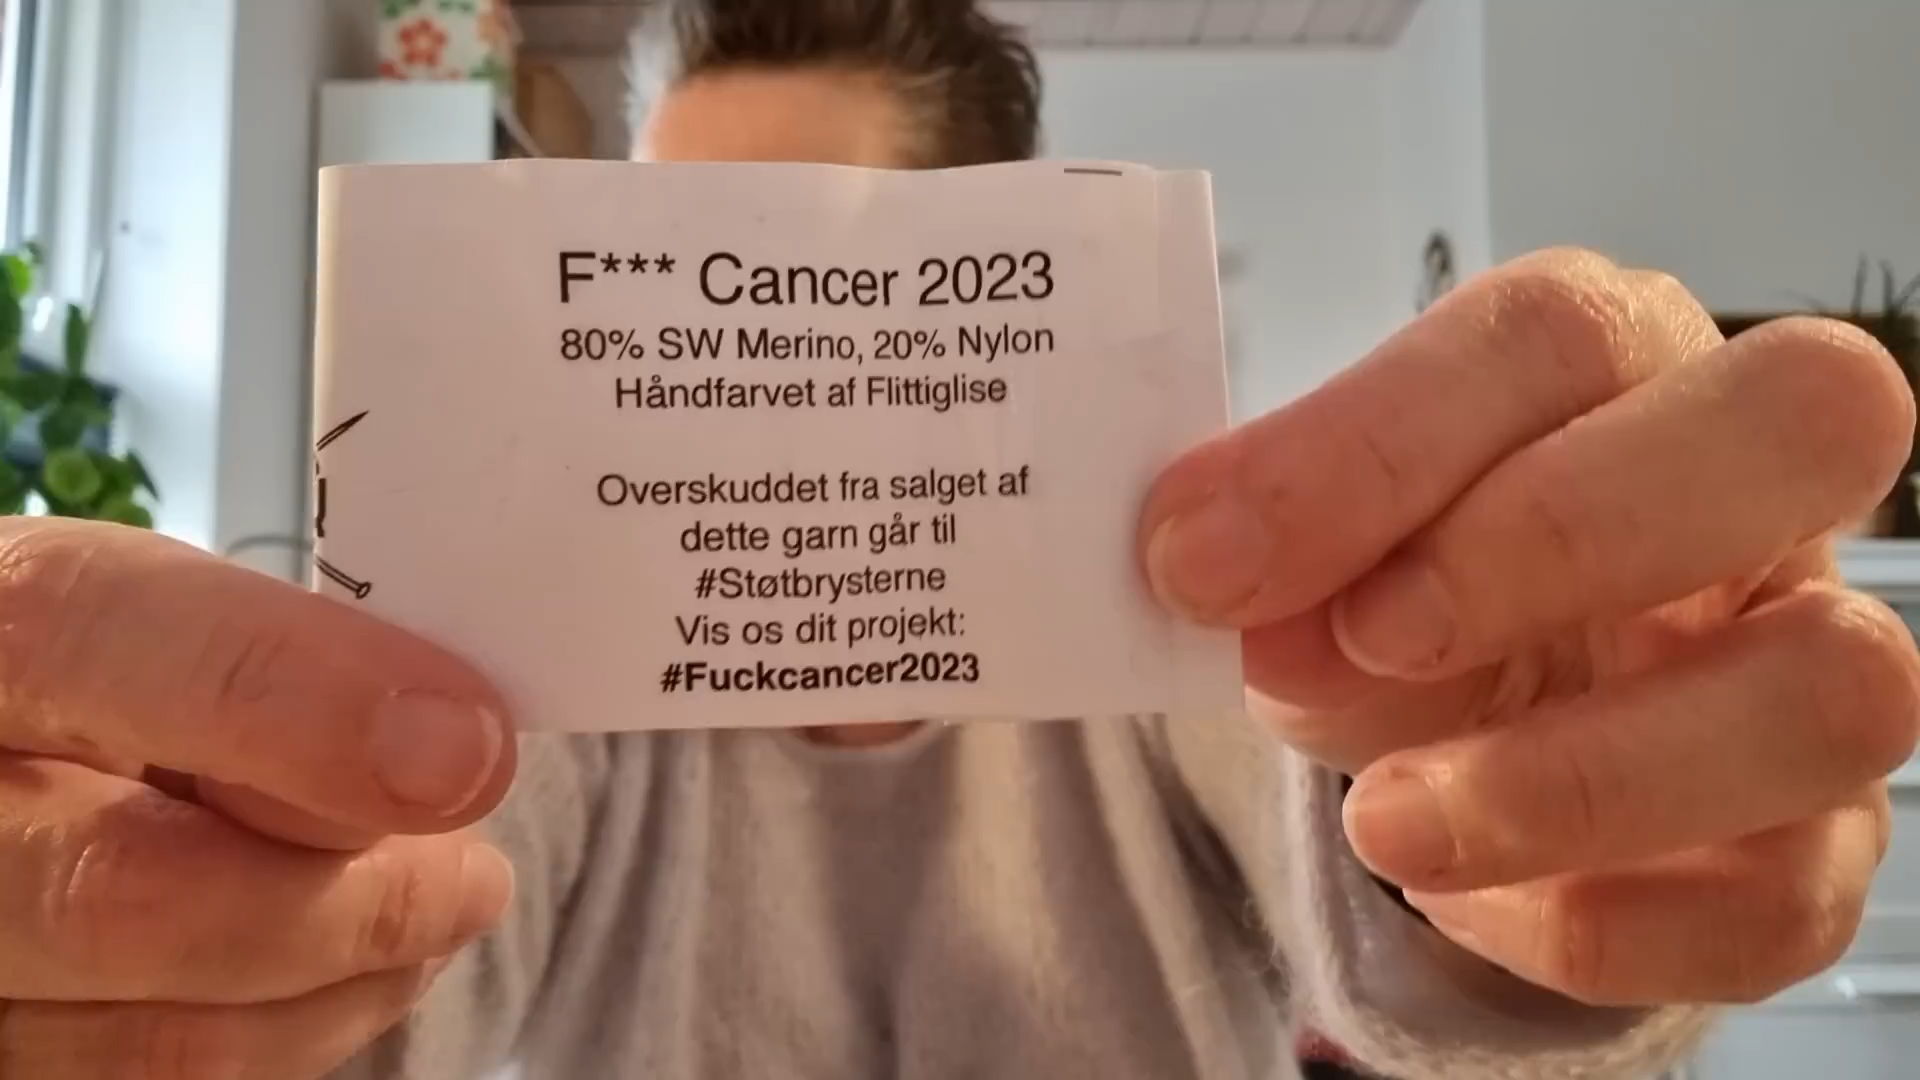 F*** Cancer 2023
80% SW Merino, 20% Nylon
Håndfarvet af Flittiglise
Overskuddet fra salget af
dette garn går til
#Støtbrysterne
Vis os dit projekt:
#Fuckcancer2023